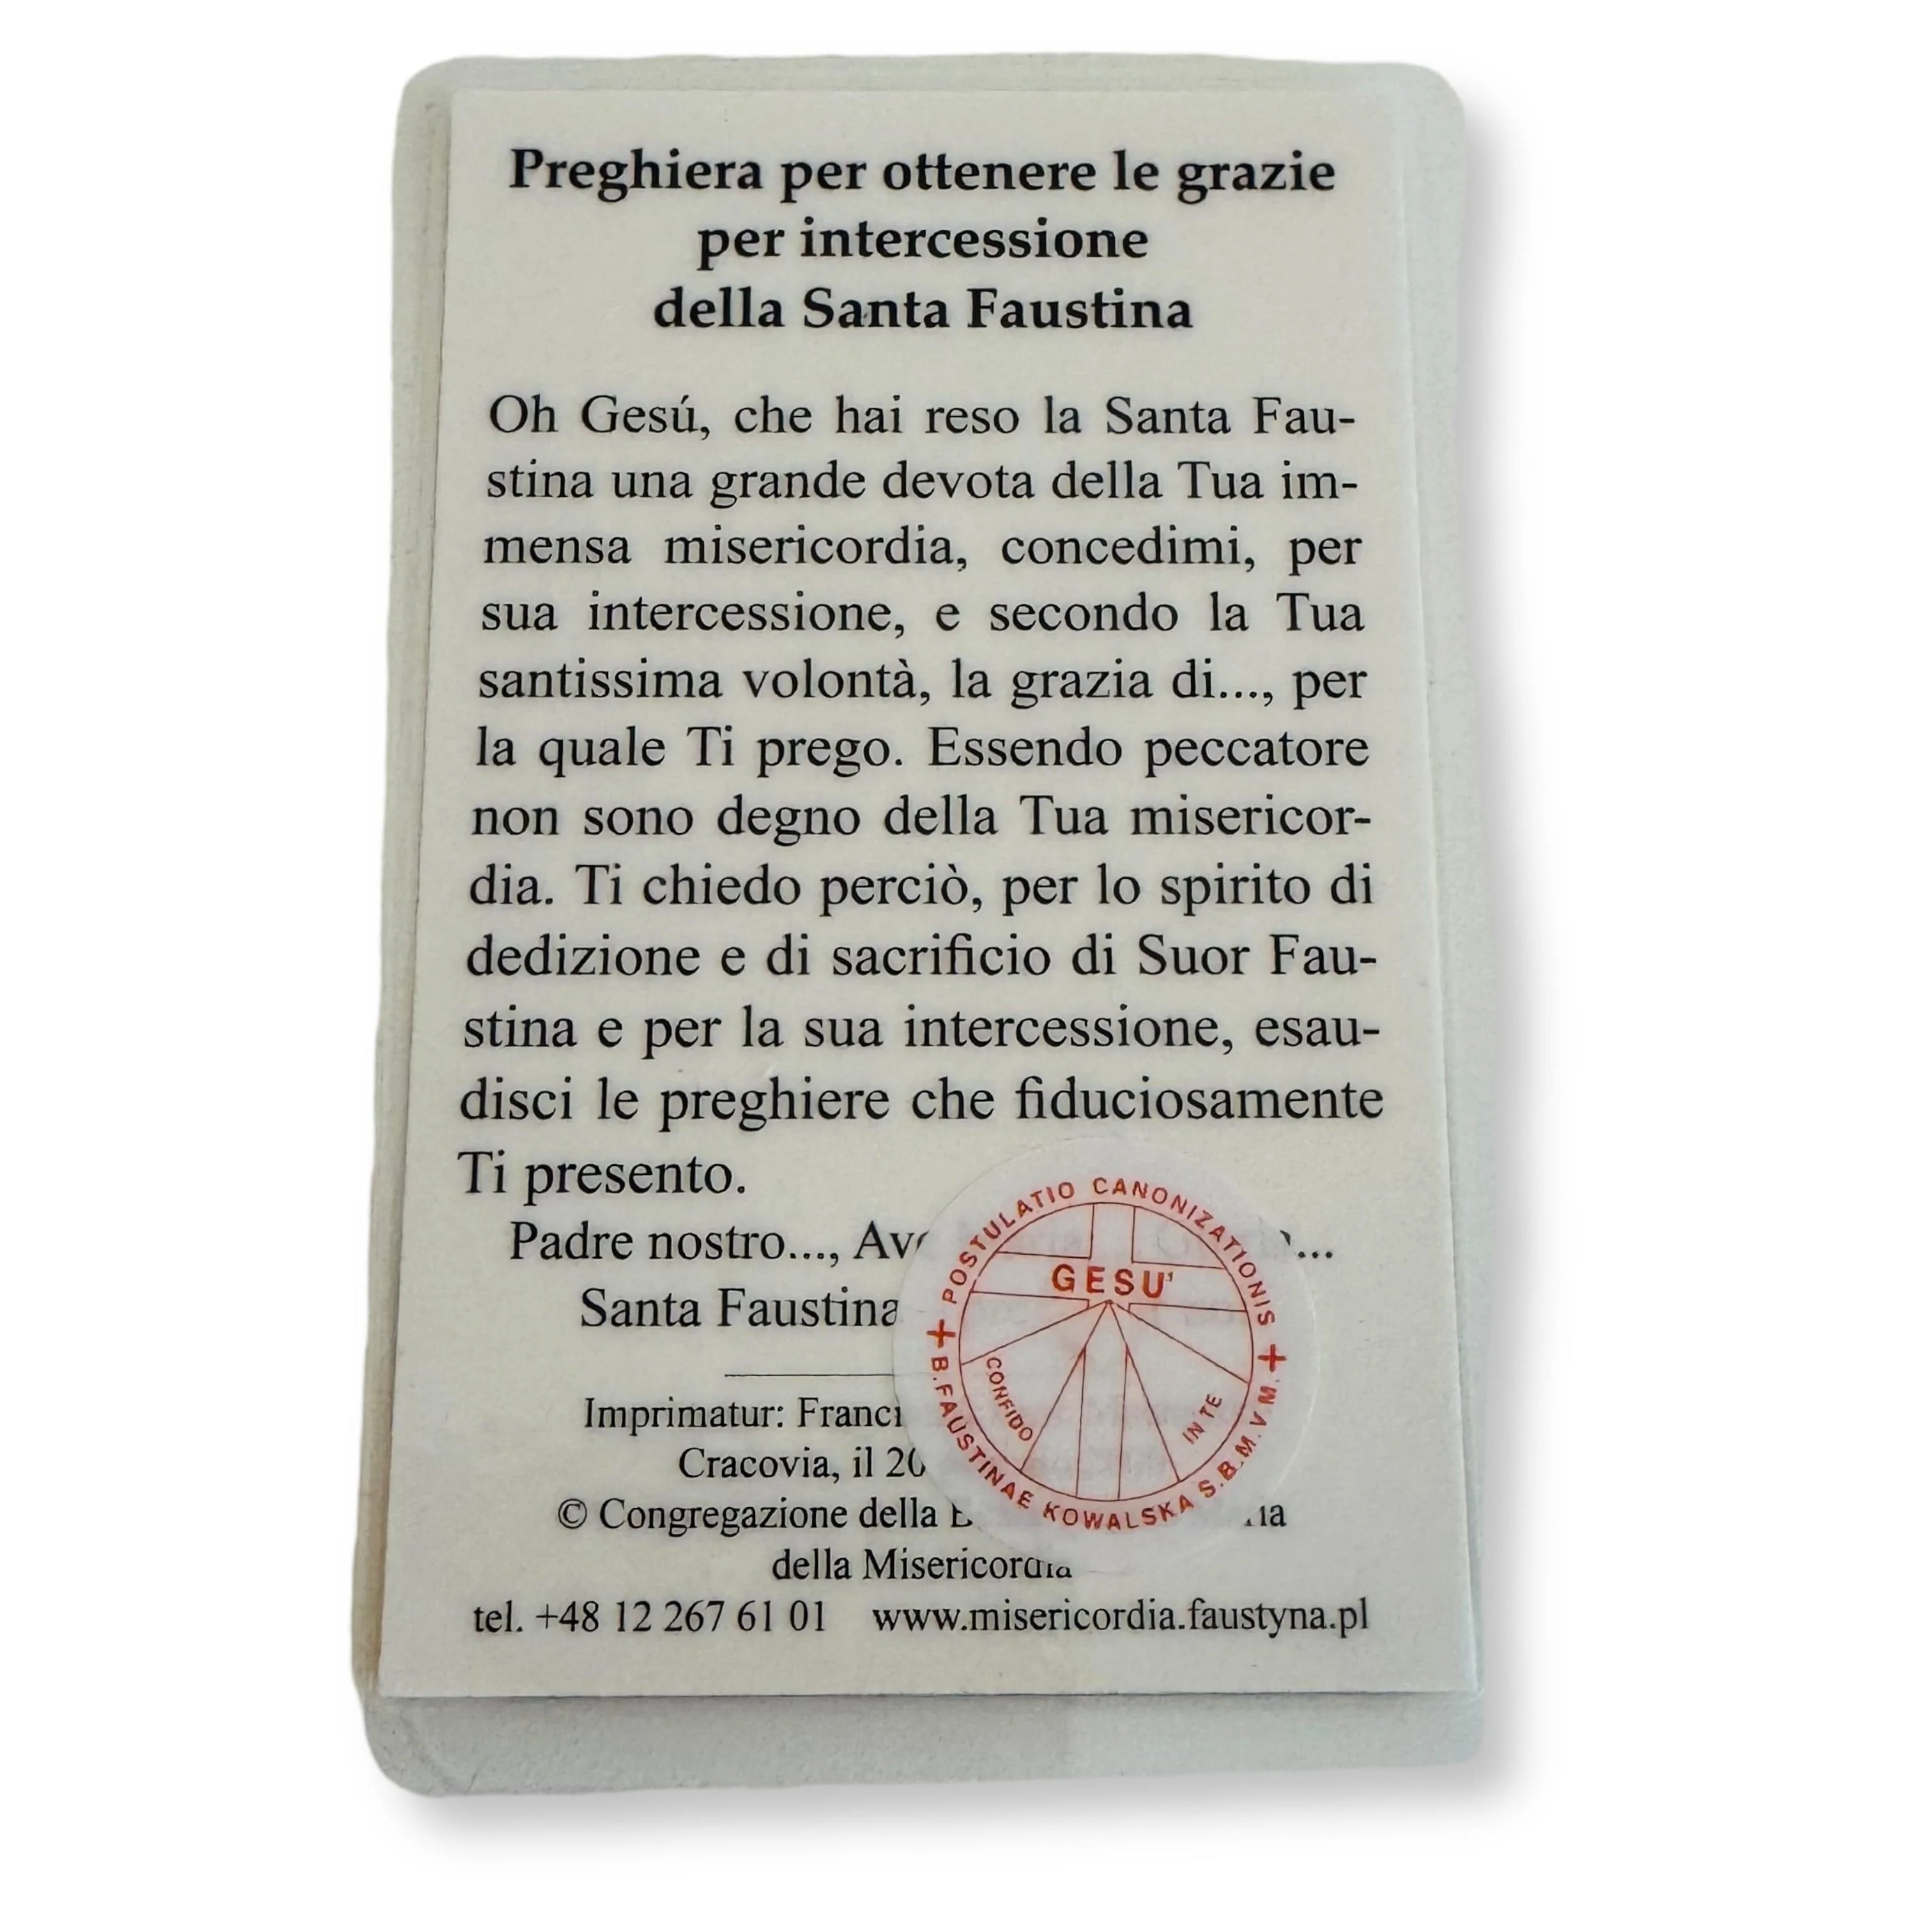 Preghiera per ottenere le grazie
per intercessione
della Santa Faustina
Oh Gesú, che hai reso la Santa Fau-
stina una grande devota della Tua im-
mensa misericordia, concedimi, per
sua intercessione, e secondo la Tua
santissima volontà, la grazia di..., per
la quale Ti prego. Essendo peccatore
non sono degno della Tua misericor-
dia. Ti chiedo perciò, per lo spirito di
dedizione e di sacrificio di Suor Fau-
stina e per la sua intercessione, esau-
disci le preghiere che fiduciosamente
Ti presento.
Padre nostro...,
Santa Faustina
Imprimatur:
Cracovia, il
© Congregazione della
della Misericordia
tel. +48 12 267 61 01 www.misericordia.faustyna.pl
POSTULATIO CANONIZATIONIS
B. FAUSTINAE KOWALSKA S.B.M.V.M.
GESU'
CONFIDO
IN TE